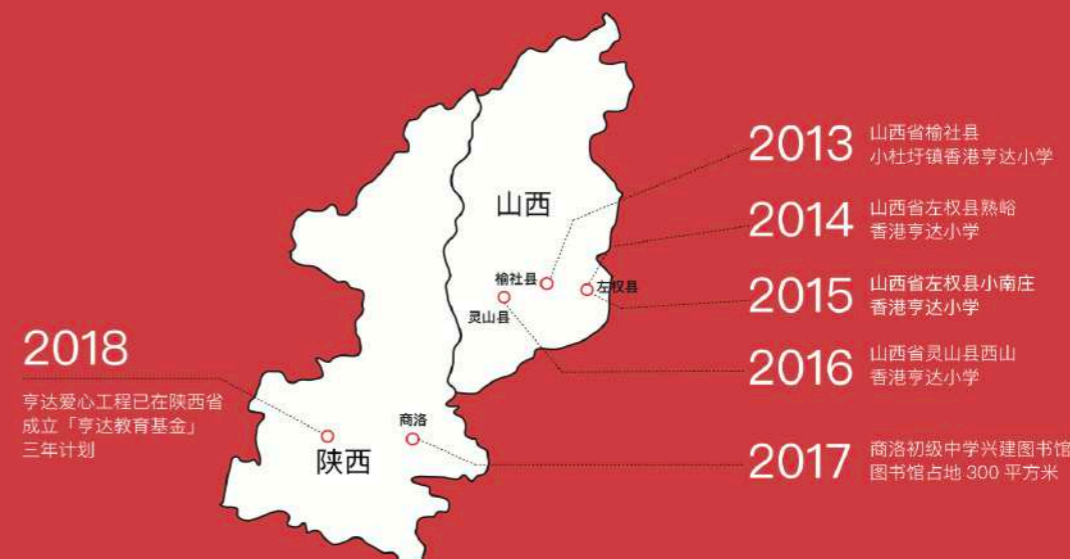 2013
山西省榆社县
小杜圩镇香港亨达小学
2014
山西省左权县熟峪
香港亨达小学
2015
山西省左权县小南庄
香港亨达小学
2016
山西省灵山县西山
香港亨达小学
2017
商洛初级中学兴建图书馆
图书馆占地 300 平方米
2018
亨达爱心工程已在陕西省
成立「亨达教育基金」
三年计划
山西
榆社县
左权县
灵山县
商洛
陕西